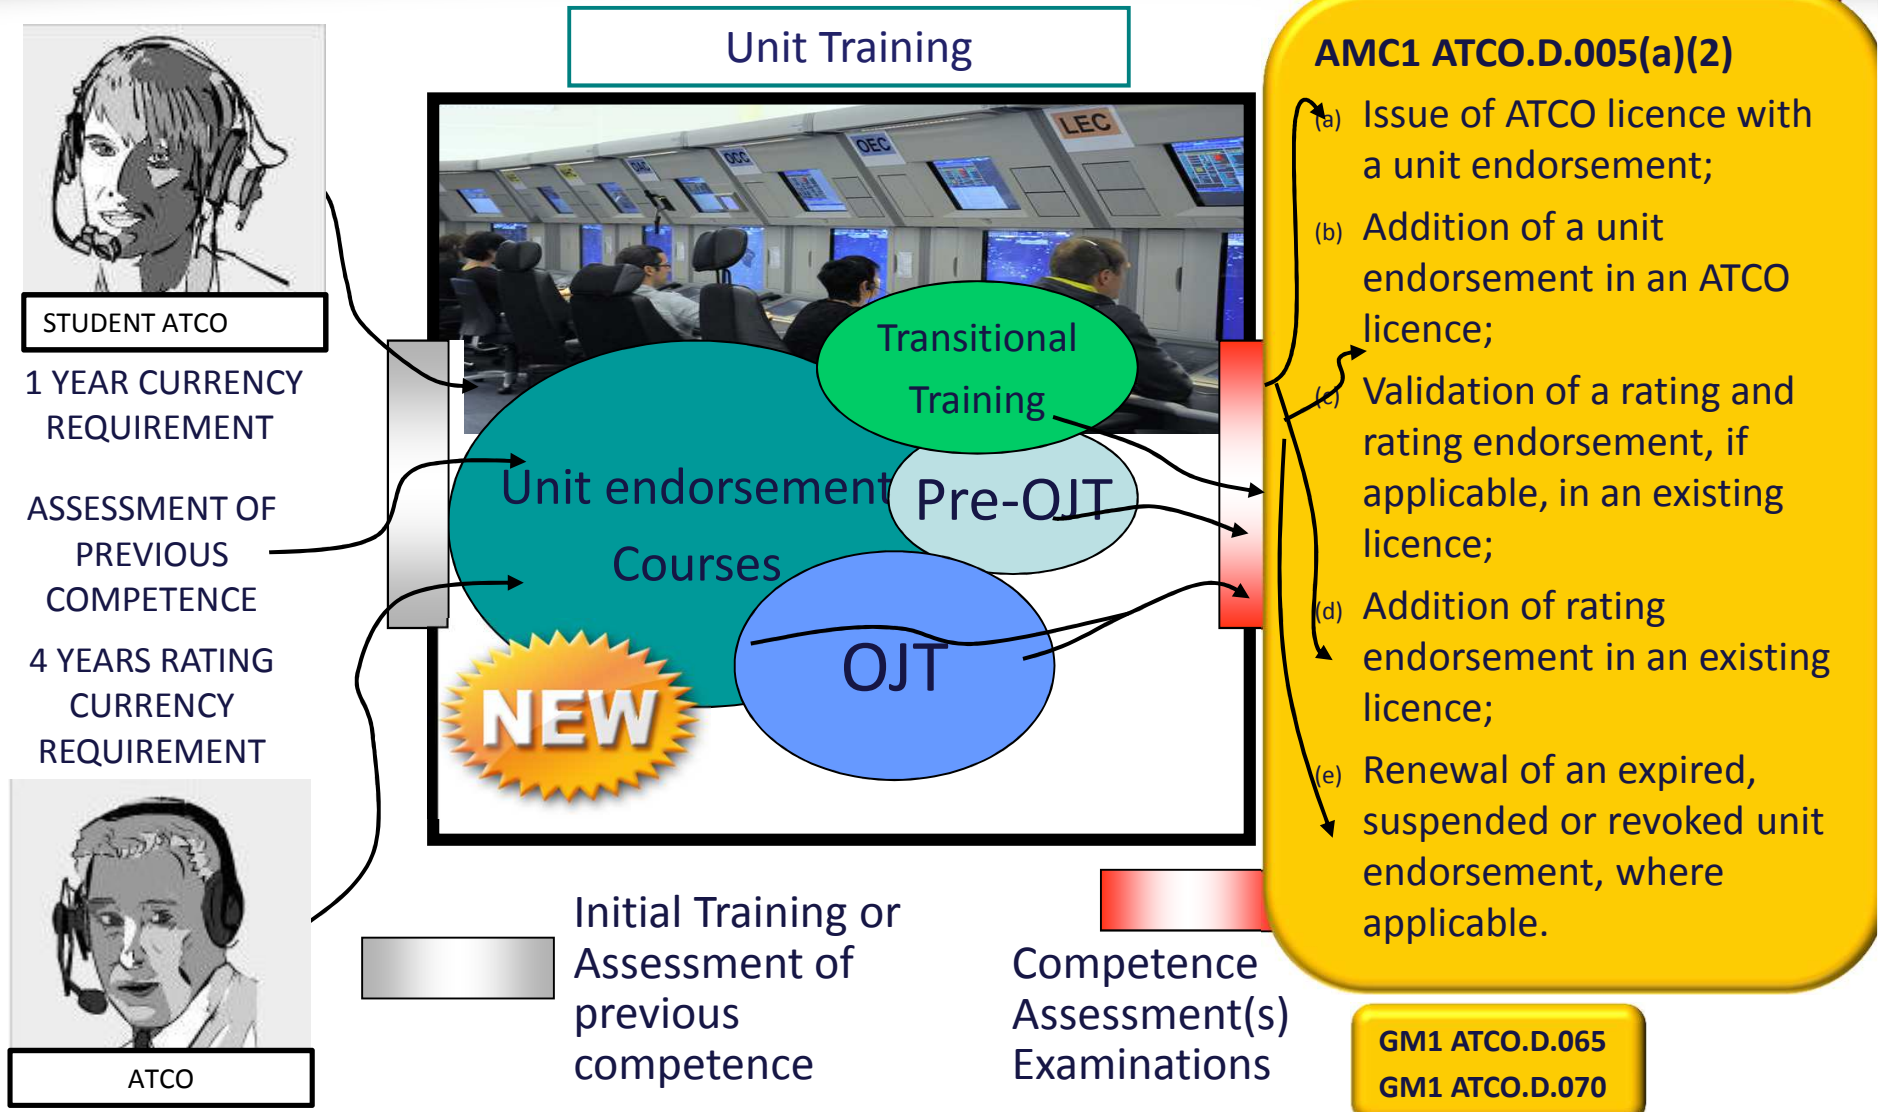 Unit Training
STUDENT ATCO
1 YEAR CURRENCY
REQUIREMENT
ASSESSMENT OF
PREVIOUS
COMPETENCE
4 YEARS RATING
CURRENCY
REQUIREMENT
ATCO
OAC
OCC
OEC
LEC
Transitional
Training
Unit endorsement
Courses
Pre-OJT
OJT
NEW
Initial Training or
Assessment of
previous
competence
Competence
Assessment(s)
Examinations
AMC1 ATCO.D.005(a)(2)
(a) Issue of ATCO licence with
a unit endorsement;
(b) Addition of a unit
endorsement in an ATCO
licence;
(c) Validation of a rating and
rating endorsement, if
applicable, in an existing
licence;
(d) Addition of rating
endorsement in an existing
licence;
(e) Renewal of an expired,
suspended or revoked unit
endorsement, where
applicable.
GM1 ATCO.D.065
GM1 ATCO.D.070